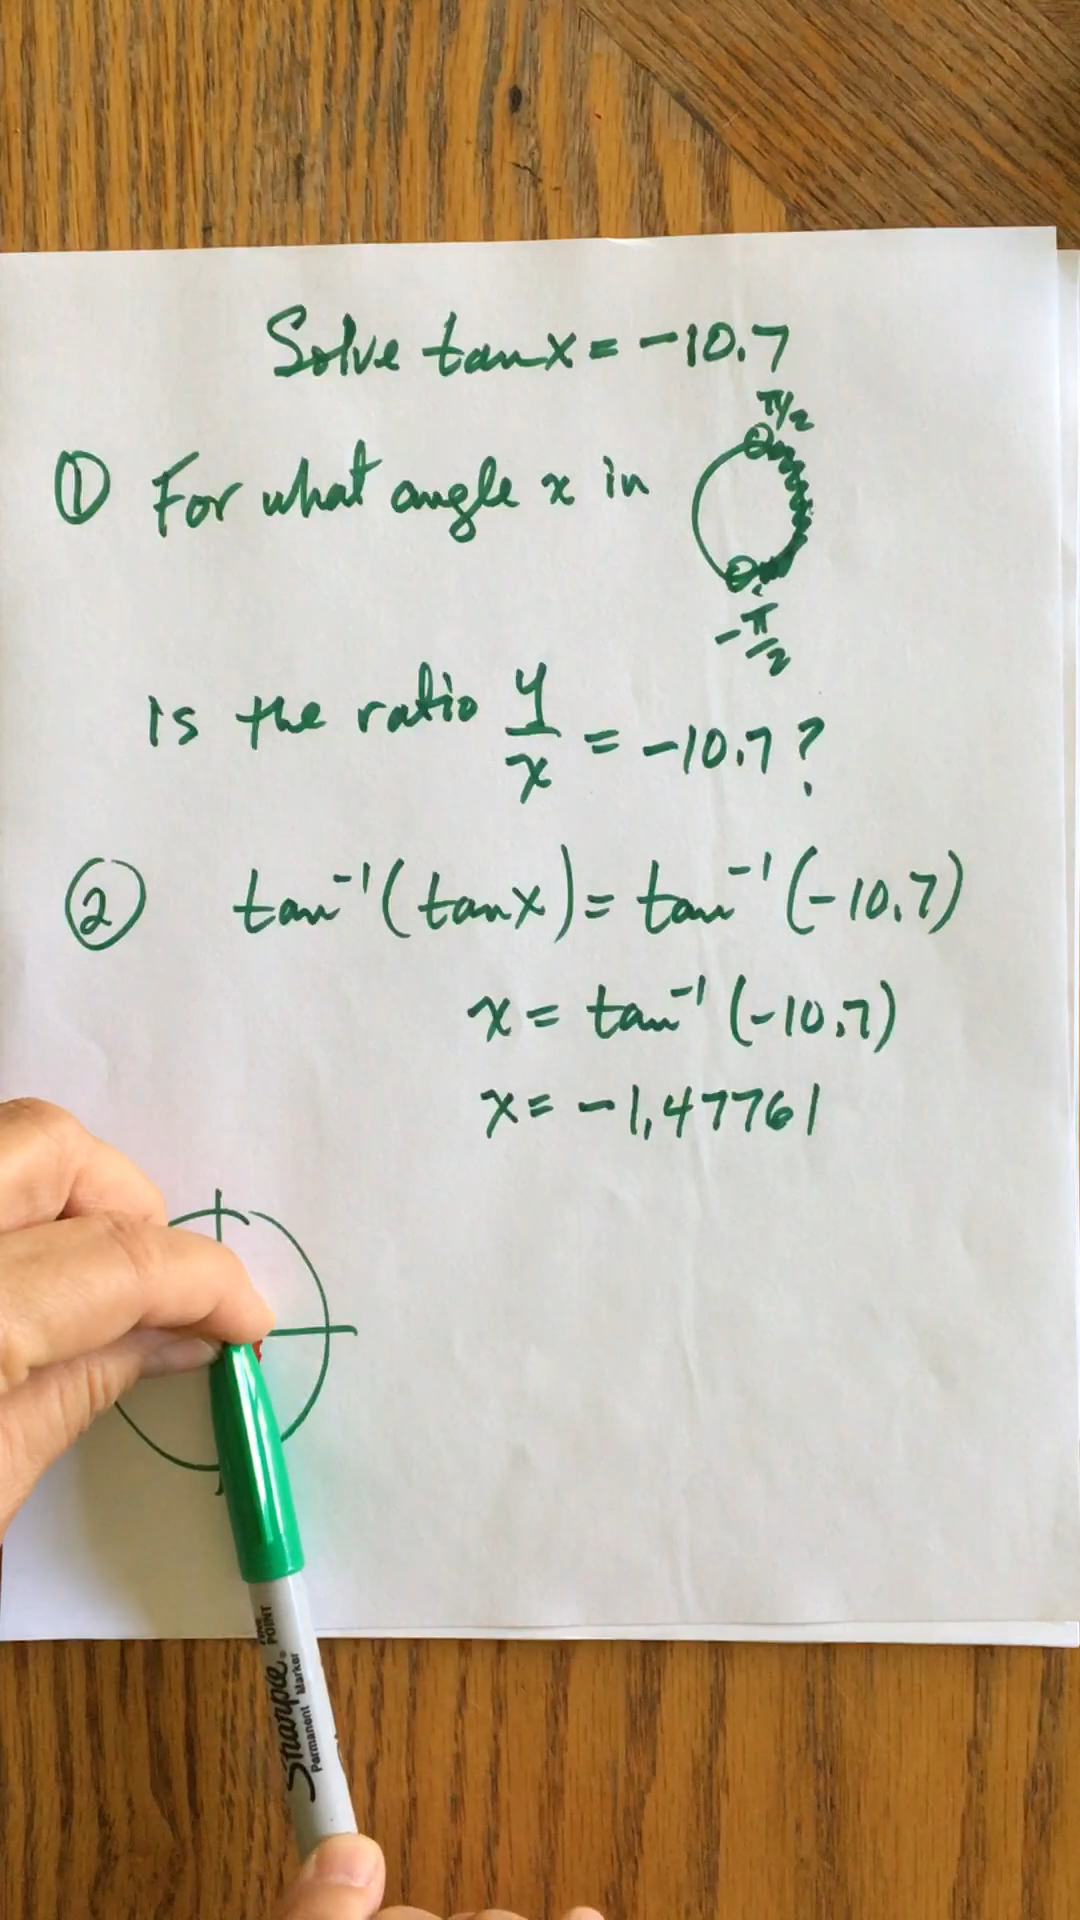 Solve tan x = -10.7
① For what angle x in
π/2
-π/2
is the ratio y/x = -10.7?
② tan⁻¹(tan x) = tan⁻¹(-10.7)
x = tan⁻¹(-10.7)
x = -1.47761
Sharpie.
FINE POINT
Permanent Marker